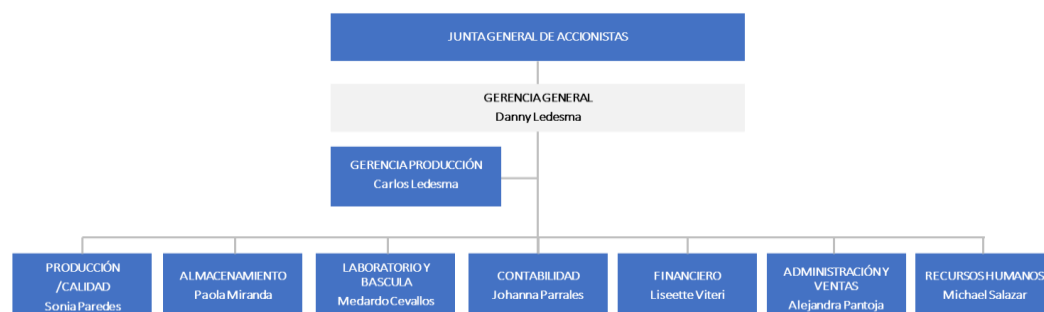 JUNTA GENERAL DE ACCIONISTAS
GERENCIA GENERAL
Danny Ledesma
GERENCIA PRODUCCIÓN
Carlos Ledesma
PRODUCCIÓN
/CALIDAD
Sonia Paredes
ALMACENAMIENTO
Paola Miranda
LABORATORIO Y
BASCULA
Medardo Cevallos
CONTABILIDAD
Johanna Parrales
FINANCIERO
Liseette Viteri
ADMINISTRACIÓN Y
VENTAS
Alejandra Pantoja
RECURSOS HUMANOS
Michael Salazar